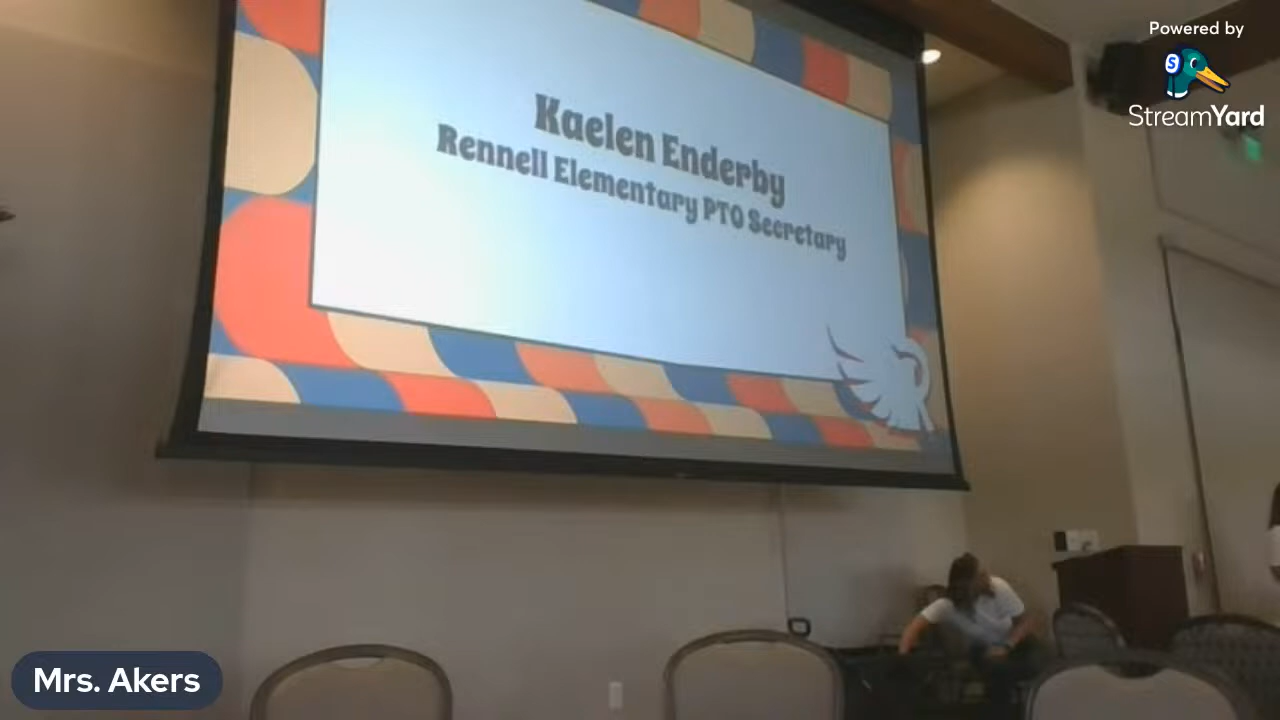 Powered by
S
StreamYard
Kaelen Enderby
Rennell Elementary PTO Secretary
Mrs. Akers